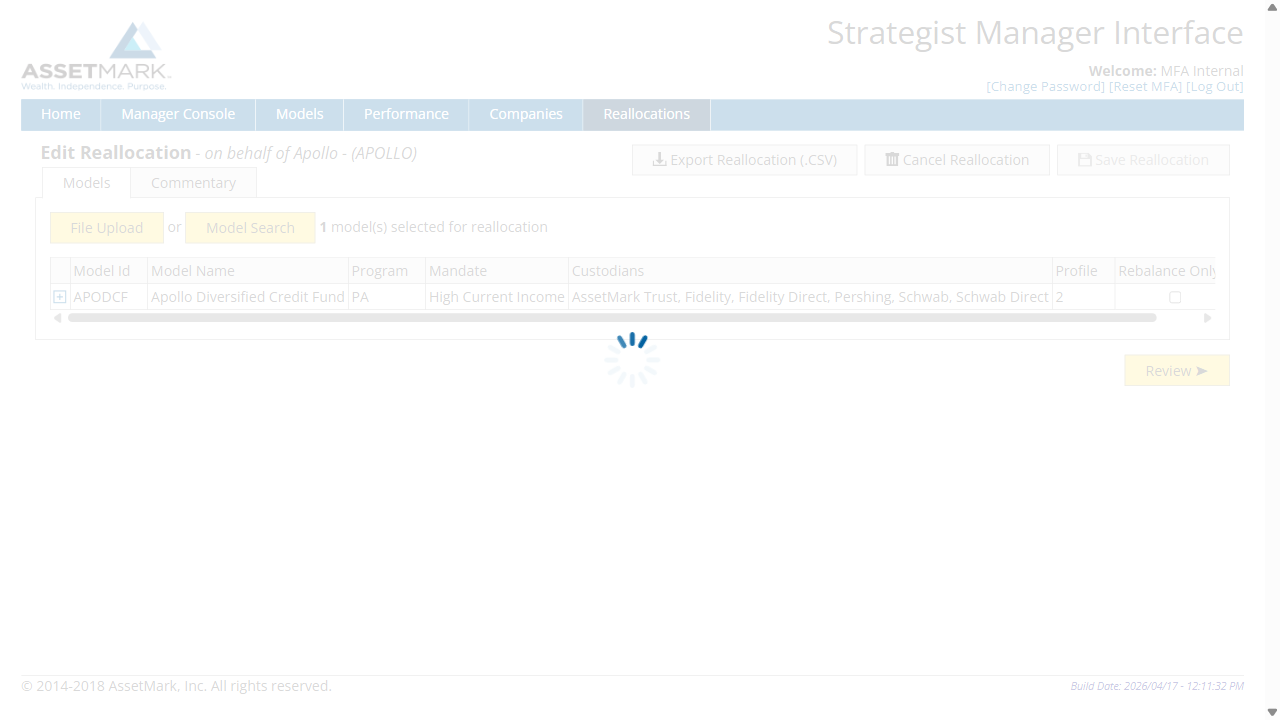 Strategist Manager Interface
ASSETMARK
Wealth. Independence. Purpose.
Welcome: MFA Internal
[Change Password] [Reset MFA] [Log Out]
Home Manager Console Models Performance Companies Reallocations
Edit Reallocation - on behalf of Apollo - (APOLLO)
Export Reallocation (.CSV) Cancel Reallocation Save Reallocation
Models Commentary
File Upload or Model Search 1 model(s) selected for reallocation
Model Id Model Name Program Mandate Custodians Profile Rebalance Only
APODCF Apollo Diversified Credit Fund PA High Current Income AssetMark Trust, Fidelity, Fidelity Direct, Pershing, Schwab, Schwab Direct 2
Review ➤
© 2014-2018 AssetMark, Inc. All rights reserved.
Build Date: 2026/04/17 - 12:11:32 PM